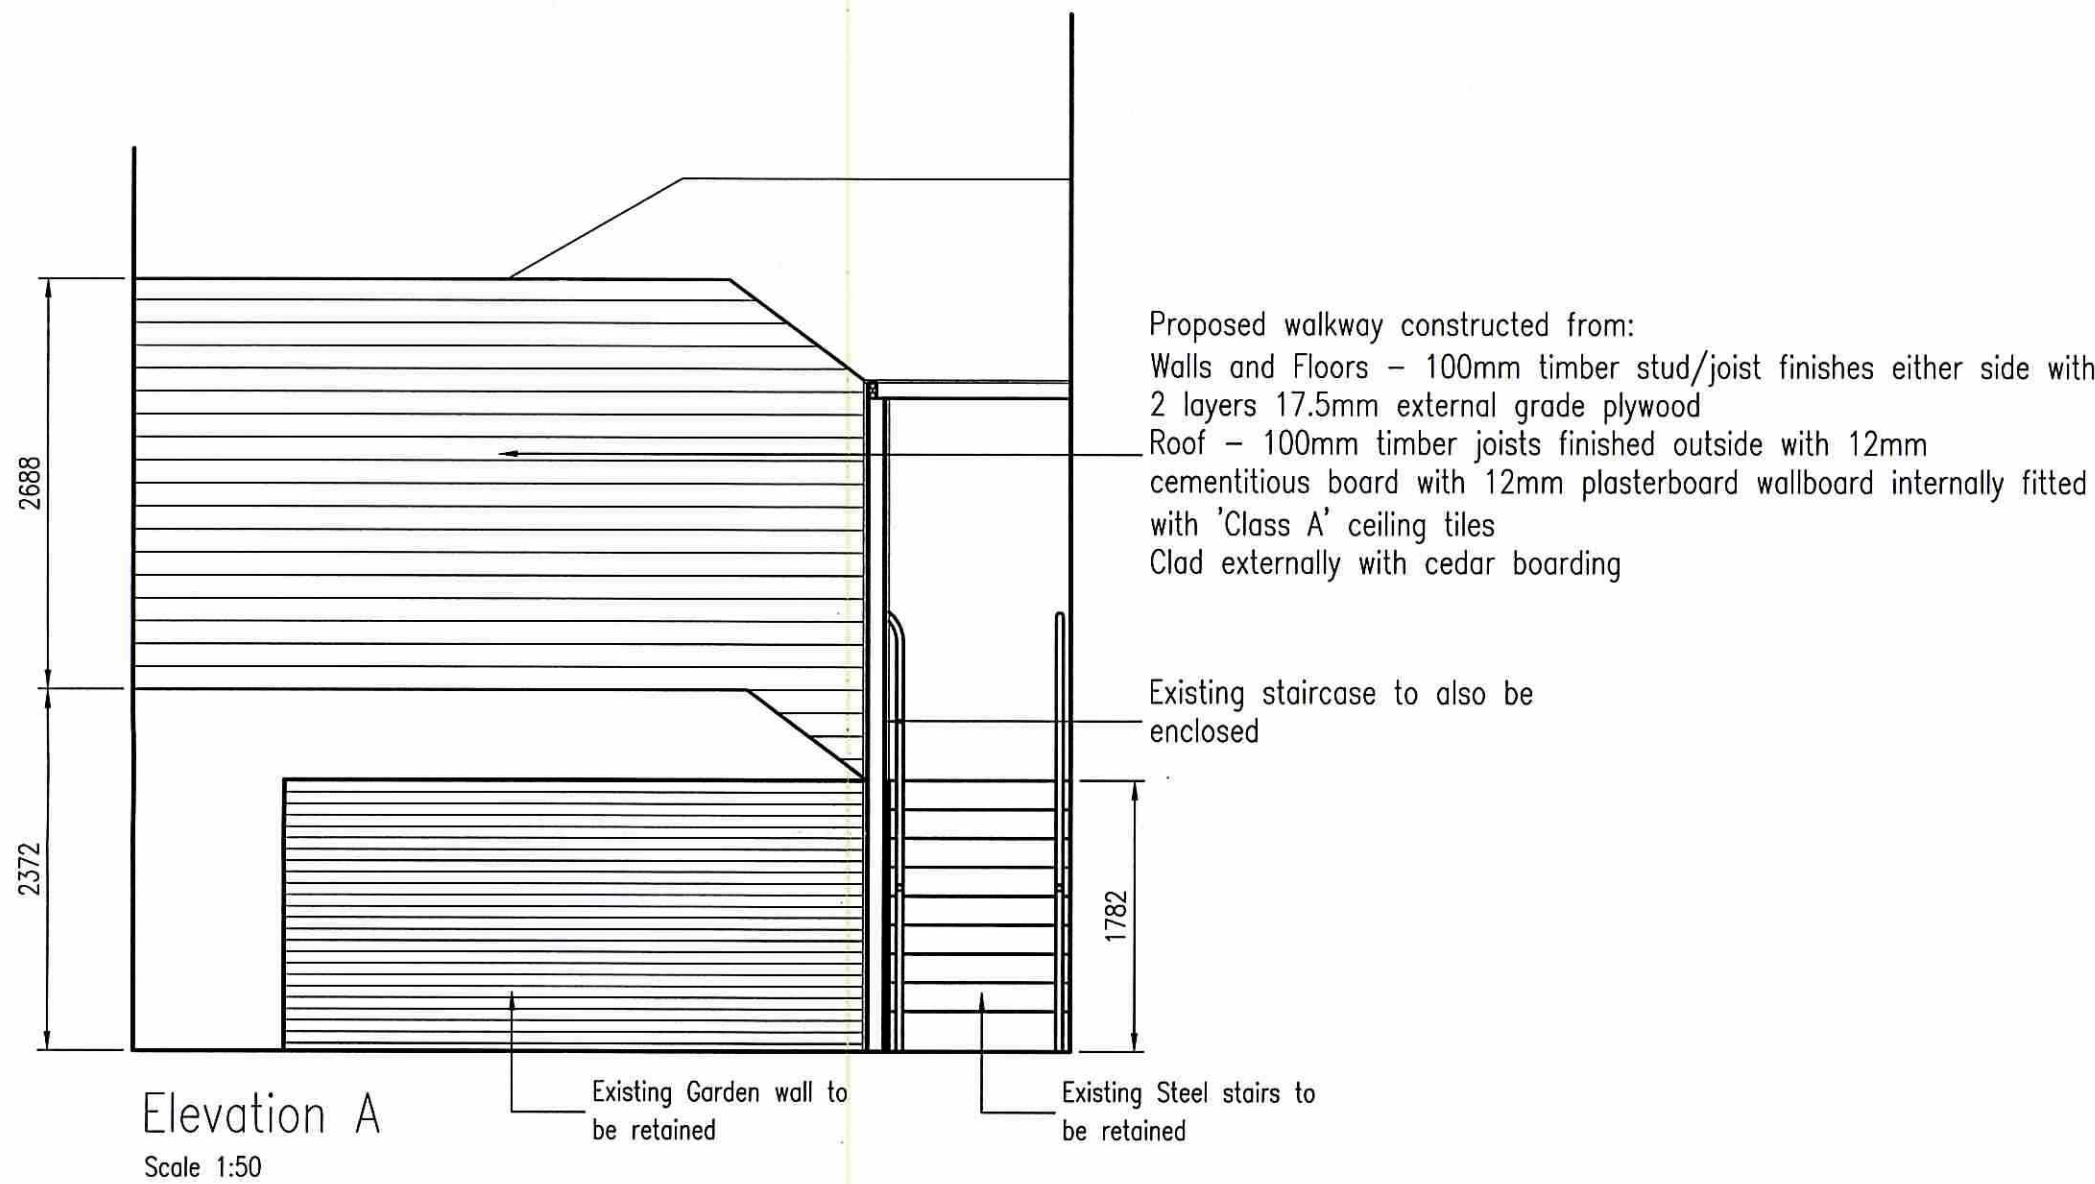 Proposed walkway constructed from:
Walls and Floors – 100mm timber stud/joist finishes either side with
2 layers 17.5mm external grade plywood
Roof – 100mm timber joists finished outside with 12mm
cementitious board with 12mm plasterboard wallboard internally fitted
with 'Class A' ceiling tiles
Clad externally with cedar boarding
2688
Existing staircase to also be
enclosed
2372
1782
Existing Garden wall to
be retained
Existing Steel stairs to
be retained
Elevation A
Scale 1:50